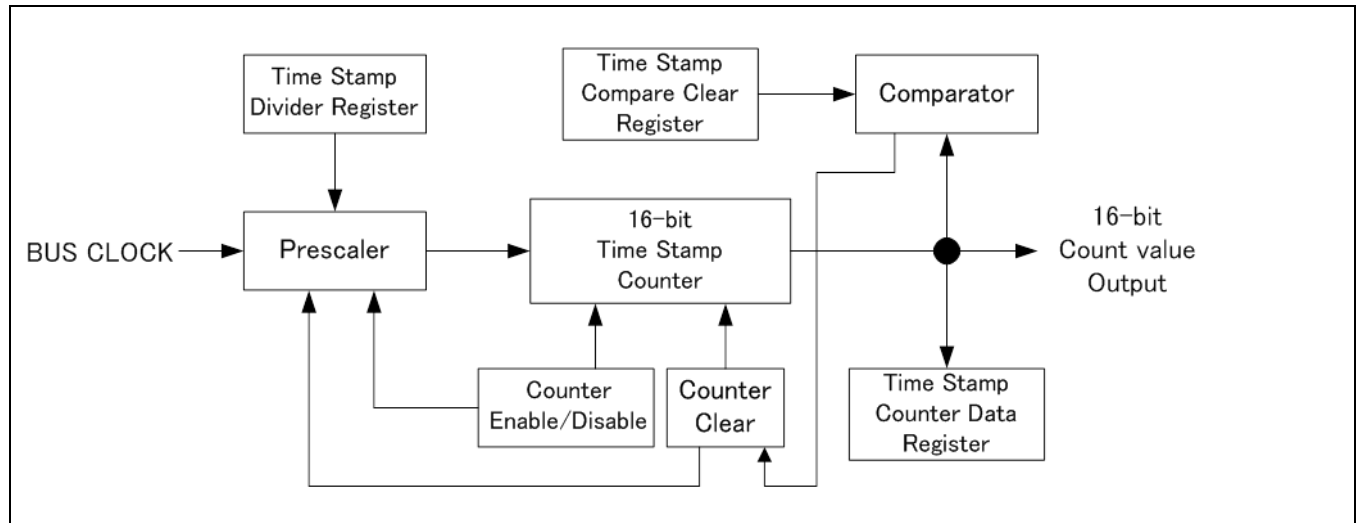 Time Stamp
Divider Register
Time Stamp
Compare Clear
Register
Comparator
BUS CLOCK
Prescaler
16-bit
Time Stamp
Counter
16-bit
Count value
Output
Counter
Enable/Disable
Counter
Clear
Time Stamp
Counter Data
Register